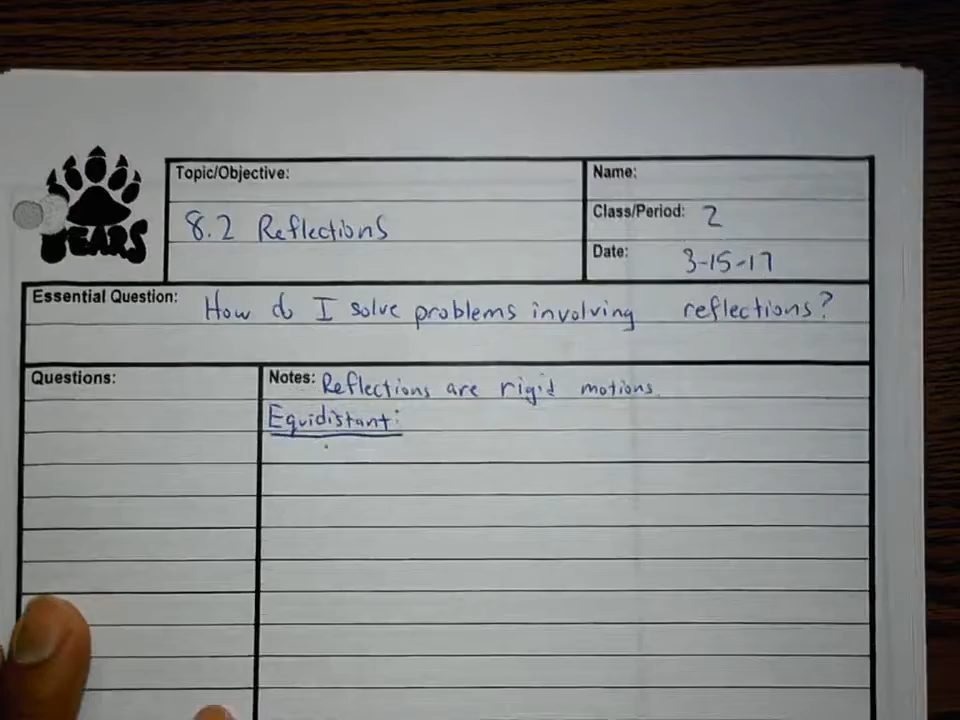 BEARS
Topic/Objective:
8.2 Reflections
Name:
Class/Period: 2
Date: 3-15-17
Essential Question: How do I solve problems involving reflections?
Questions:
Notes: Reflections are rigid motions.
Equidistant: